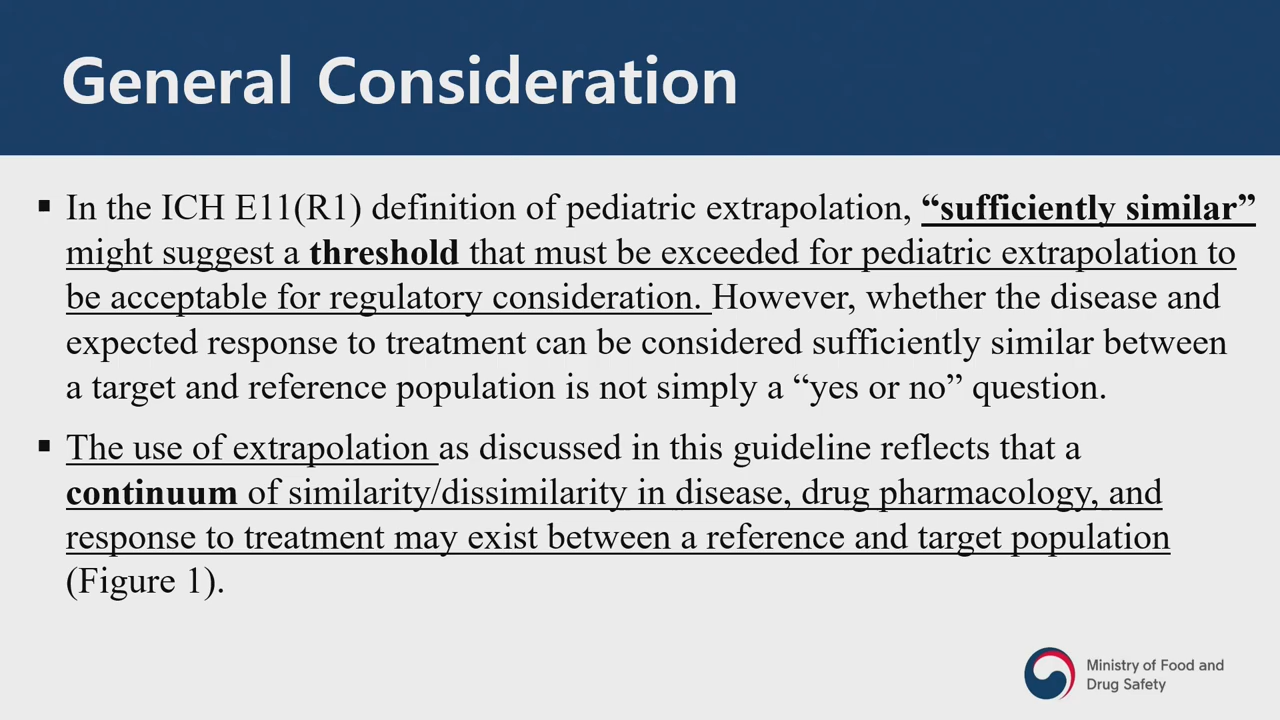 General Consideration
▪ In the ICH E11(R1) definition of pediatric extrapolation, “sufficiently similar”
might suggest a threshold that must be exceeded for pediatric extrapolation to
be acceptable for regulatory consideration. However, whether the disease and
expected response to treatment can be considered sufficiently similar between
a target and reference population is not simply a “yes or no” question.
▪ The use of extrapolation as discussed in this guideline reflects that a
continuum of similarity/dissimilarity in disease, drug pharmacology, and
response to treatment may exist between a reference and target population
(Figure 1).
Ministry of Food and
Drug Safety